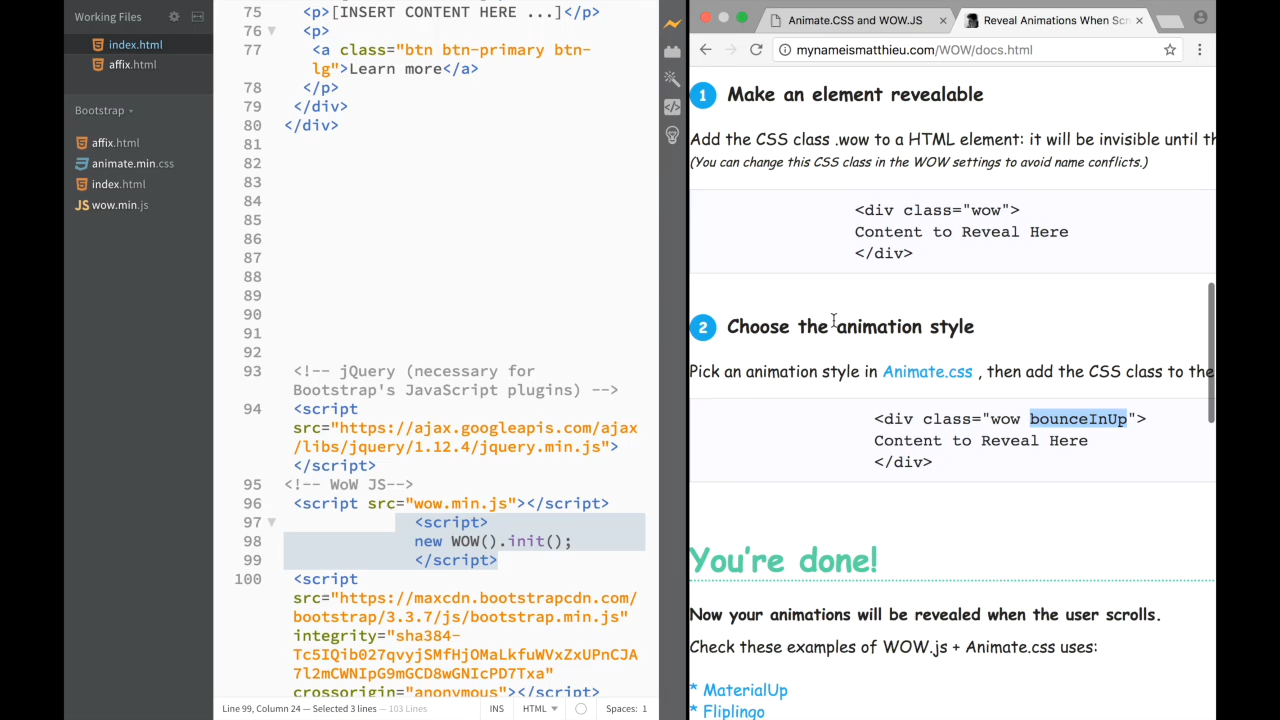 Working Files
index.html
affix.html
Bootstrap
affix.html
animate.min.css
index.html
JS wow.min.js
75 <p>[INSERT CONTENT HERE ...]</p>
76 <p>
77 <a class="btn btn-primary btn-
lg">Learn more</a>
78 </p>
79 </div>
80 </div>
81
82
83
84
85
86
87
88
89
90
91
92
93 <!-- jQuery (necessary for
Bootstrap's JavaScript plugins) -->
94 <script
src="https://ajax.googleapis.com/ajax
/libs/jquery/1.12.4/jquery.min.js">
</script>
95 <!-- WoW JS-->
96 <script src="wow.min.js"></script>
97 <script>
98 new WOW().init();
99 </script>
100 <script
src="https://maxcdn.bootstrapcdn.com/
bootstrap/3.3.7/js/bootstrap.min.js"
integrity="sha384-
Tc5IQib027qvyjSMfHjOMaLkfuWVxZxUPnCJA
7l2mCWNIpG9mGCD8wGNIcPD7Txa"
crossorigin="anonymous"></script>
Line 99, Column 24 — Selected 3 lines — 103 Lines
INS
HTML
Spaces: 1
Animate.CSS and WOW.JS
Reveal Animations When Scr
mynameismatthieu.com/WOW/docs.html
1 Make an element revealable
Add the CSS class .wow to a HTML element: it will be invisible until th
(You can change this CSS class in the WOW settings to avoid name conflicts.)
<div class="wow">
Content to Reveal Here
</div>
2 Choose the animation style
Pick an animation style in Animate.css , then add the CSS class to the
<div class="wow bounceInUp">
Content to Reveal Here
</div>
You're done!
Now your animations will be revealed when the user scrolls.
Check these examples of WOW.js + Animate.css uses:
* MaterialUp
* Fliplingo